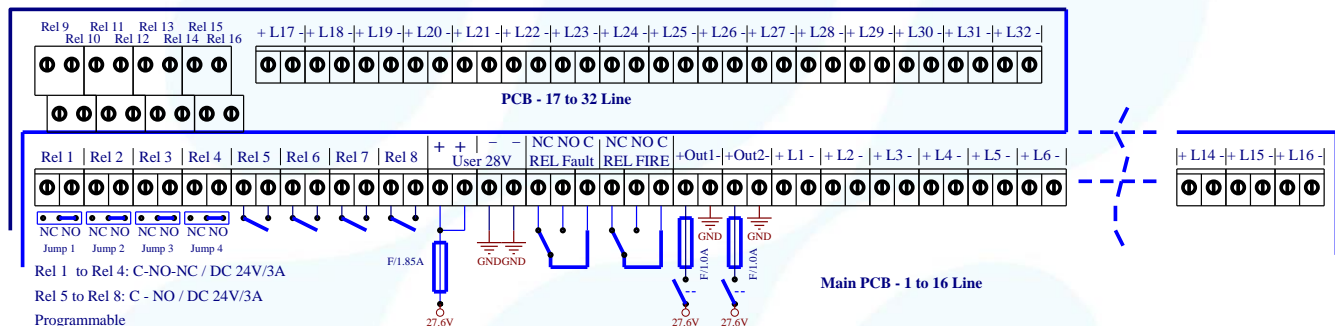 Rel 9 Rel 11 Rel 13 Rel 15
Rel 10 Rel 12 Rel 14 Rel 16
+ L17 - + L18 - + L19 - + L20 - + L21 - + L22 - + L23 - + L24 - + L25 - + L26 - + L27 - + L28 - + L29 - + L30 - + L31 - + L32 -
PCB - 17 to 32 Line
Rel 1 Rel 2 Rel 3 Rel 4 Rel 5 Rel 6 Rel 7 Rel 8
+ + - -
User 28V
NC NO C
REL Fault
NC NO C
REL FIRE
+Out1- +Out2- + L1 - + L2 - + L3 - + L4 - + L5 - + L6 - + L14 - + L15 - + L16 -
NC NO NC NO NC NO NC NO
Jump 1 Jump 2 Jump 3 Jump 4
Rel 1 to Rel 4: C-NO-NC / DC 24V/3A
Rel 5 to Rel 8: C - NO / DC 24V/3A
Programmable
F/1.85A
27.6V
GND GND
F/1.0A
GND
27.6V
F/1.0A
GND
27.6V
Main PCB - 1 to 16 Line